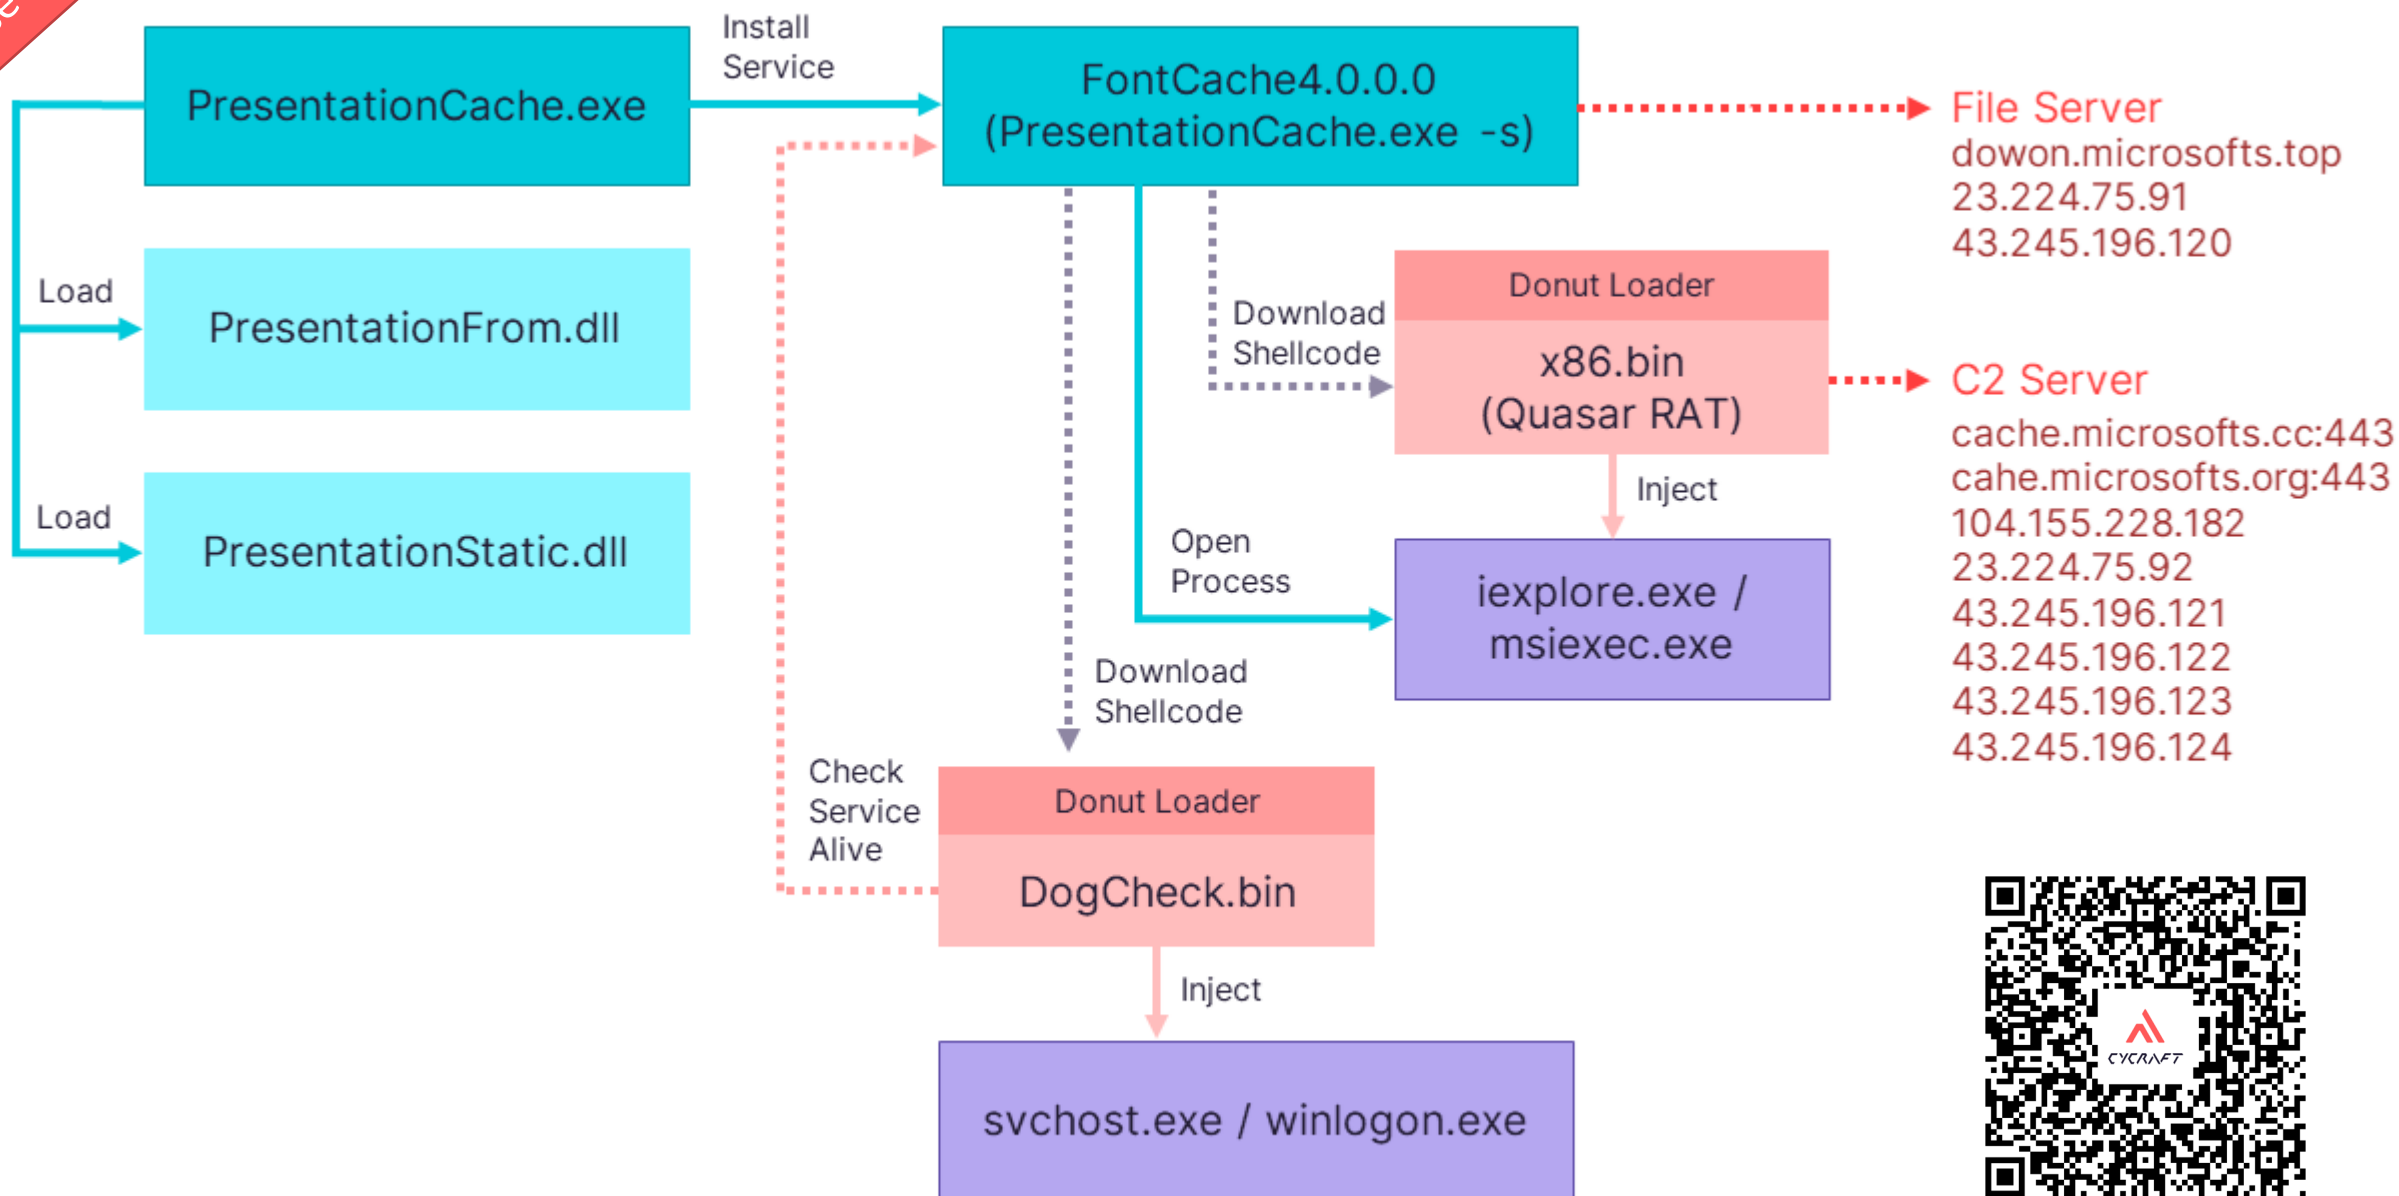 PresentationCache.exe
Install
Service
FontCache4.0.0.0
(PresentationCache.exe -s)
File Server
dowon.microsofts.top
23.224.75.91
43.245.196.120
Load
PresentationFrom.dll
Load
PresentationStatic.dll
Download
Shellcode
Donut Loader
x86.bin
(Quasar RAT)
Inject
C2 Server
cache.microsofts.cc:443
cahe.microsofts.org:443
104.155.228.182
23.224.75.92
43.245.196.121
43.245.196.122
43.245.196.123
43.245.196.124
Open
Process
iexplore.exe /
msiexec.exe
Download
Shellcode
Check
Service
Alive
Donut Loader
DogCheck.bin
Inject
svchost.exe / winlogon.exe
CYCRAFT